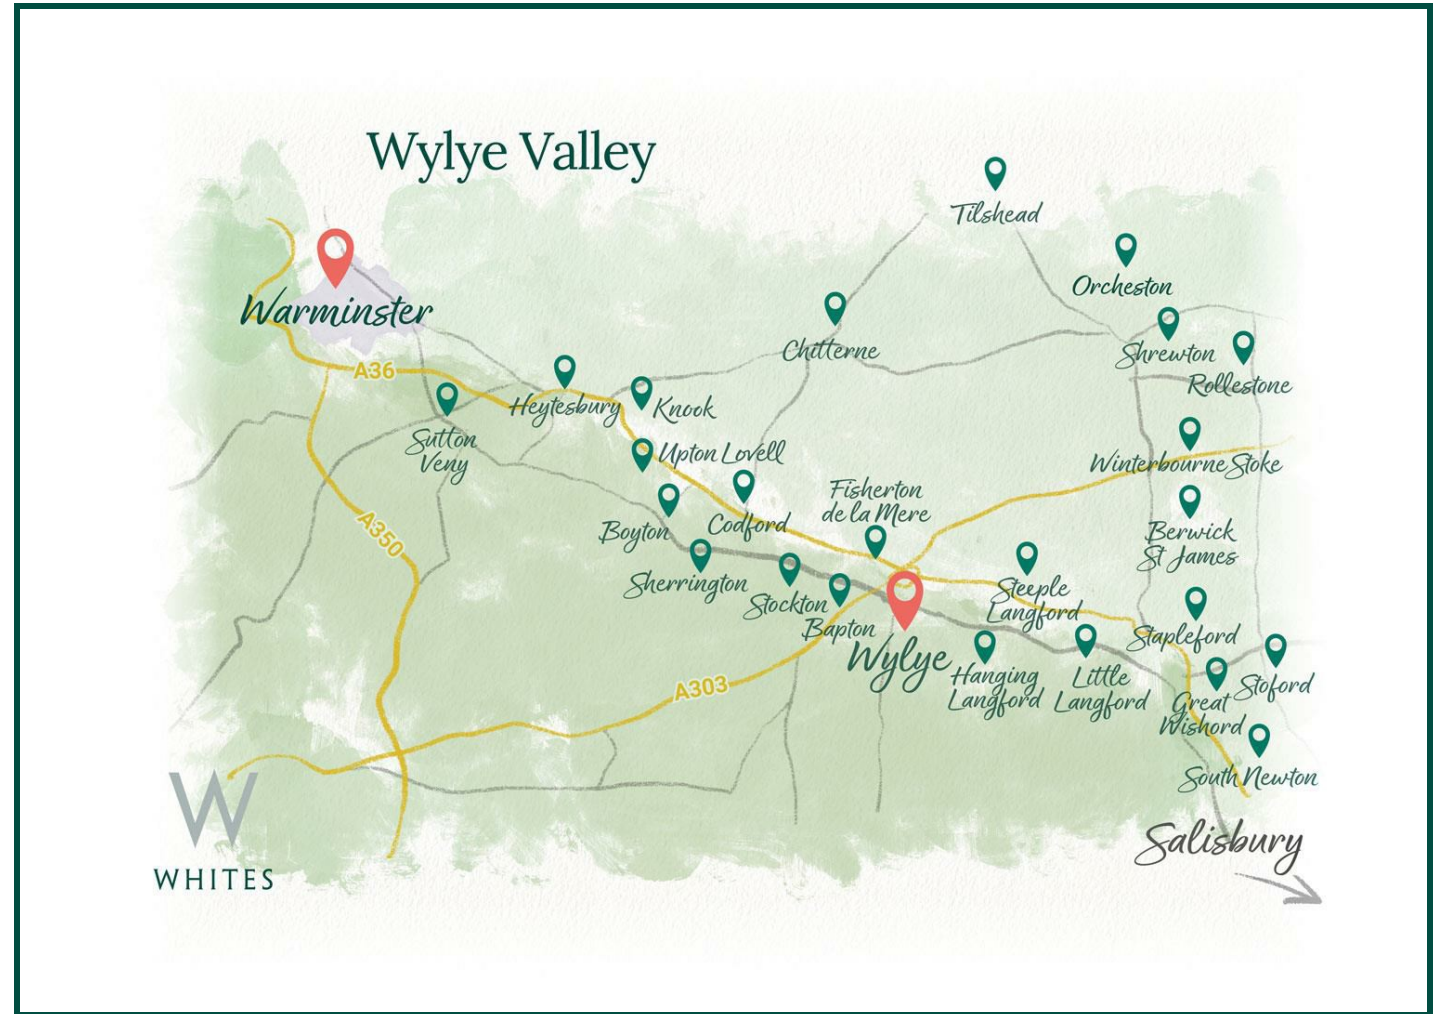 Wylye Valley
Tilshead
Orcheston
Warminster
Chitterne
Shrewton
Rollestone
A36
Heytesbury
Knook
Sutton
Veny
Upton Lovell
Winterbourne Stoke
Fisherton
de la Mere
Boyton
Codford
A350
Berwick
St James
Sherrington
Stockton
Steeple
Langford
Bapton
Stapleford
Wylye
Hanging
Langford
Little
Langford
A303
Great
Wishord
Stoford
South Newton
W
WHITES
Salisbury